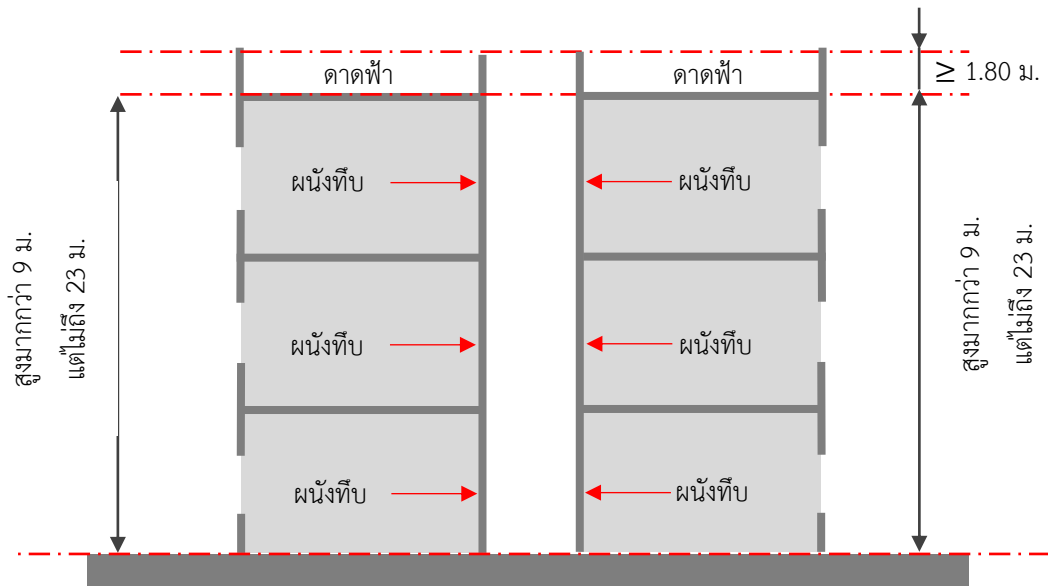 ดาดฟ้า
ดาดฟ้า
≥ 1.80 ม.
ผนังทึบ
ผนังทึบ
สูงมากกว่า 9 ม.
แต่ไม่ถึง 23 ม.
สูงมากกว่า 9 ม.
แต่ไม่ถึง 23 ม.
ผนังทึบ
ผนังทึบ
ผนังทึบ
ผนังทึบ